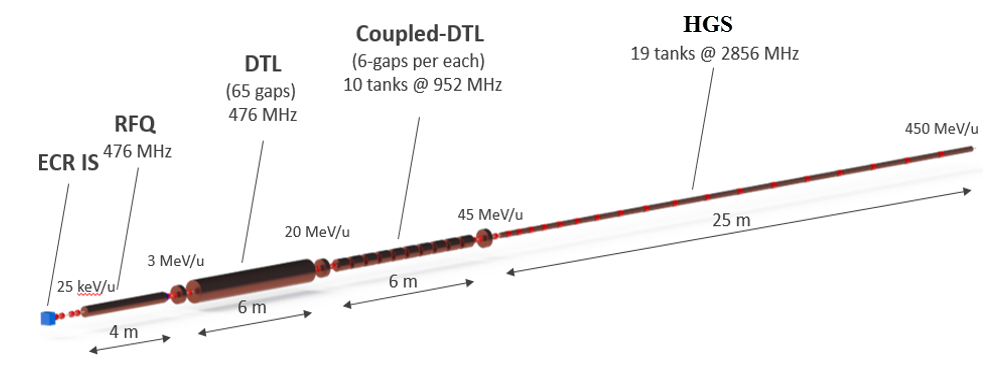 HGS
19 tanks @ 2856 MHz
Coupled-DTL
(6-gaps per each)
10 tanks @ 952 MHz
DTL
(65 gaps)
476 MHz
RFQ
476 MHz
ECR IS
450 MeV/u
45 MeV/u
20 MeV/u
3 MeV/u
25 keV/u
25 m
6 m
6 m
4 m